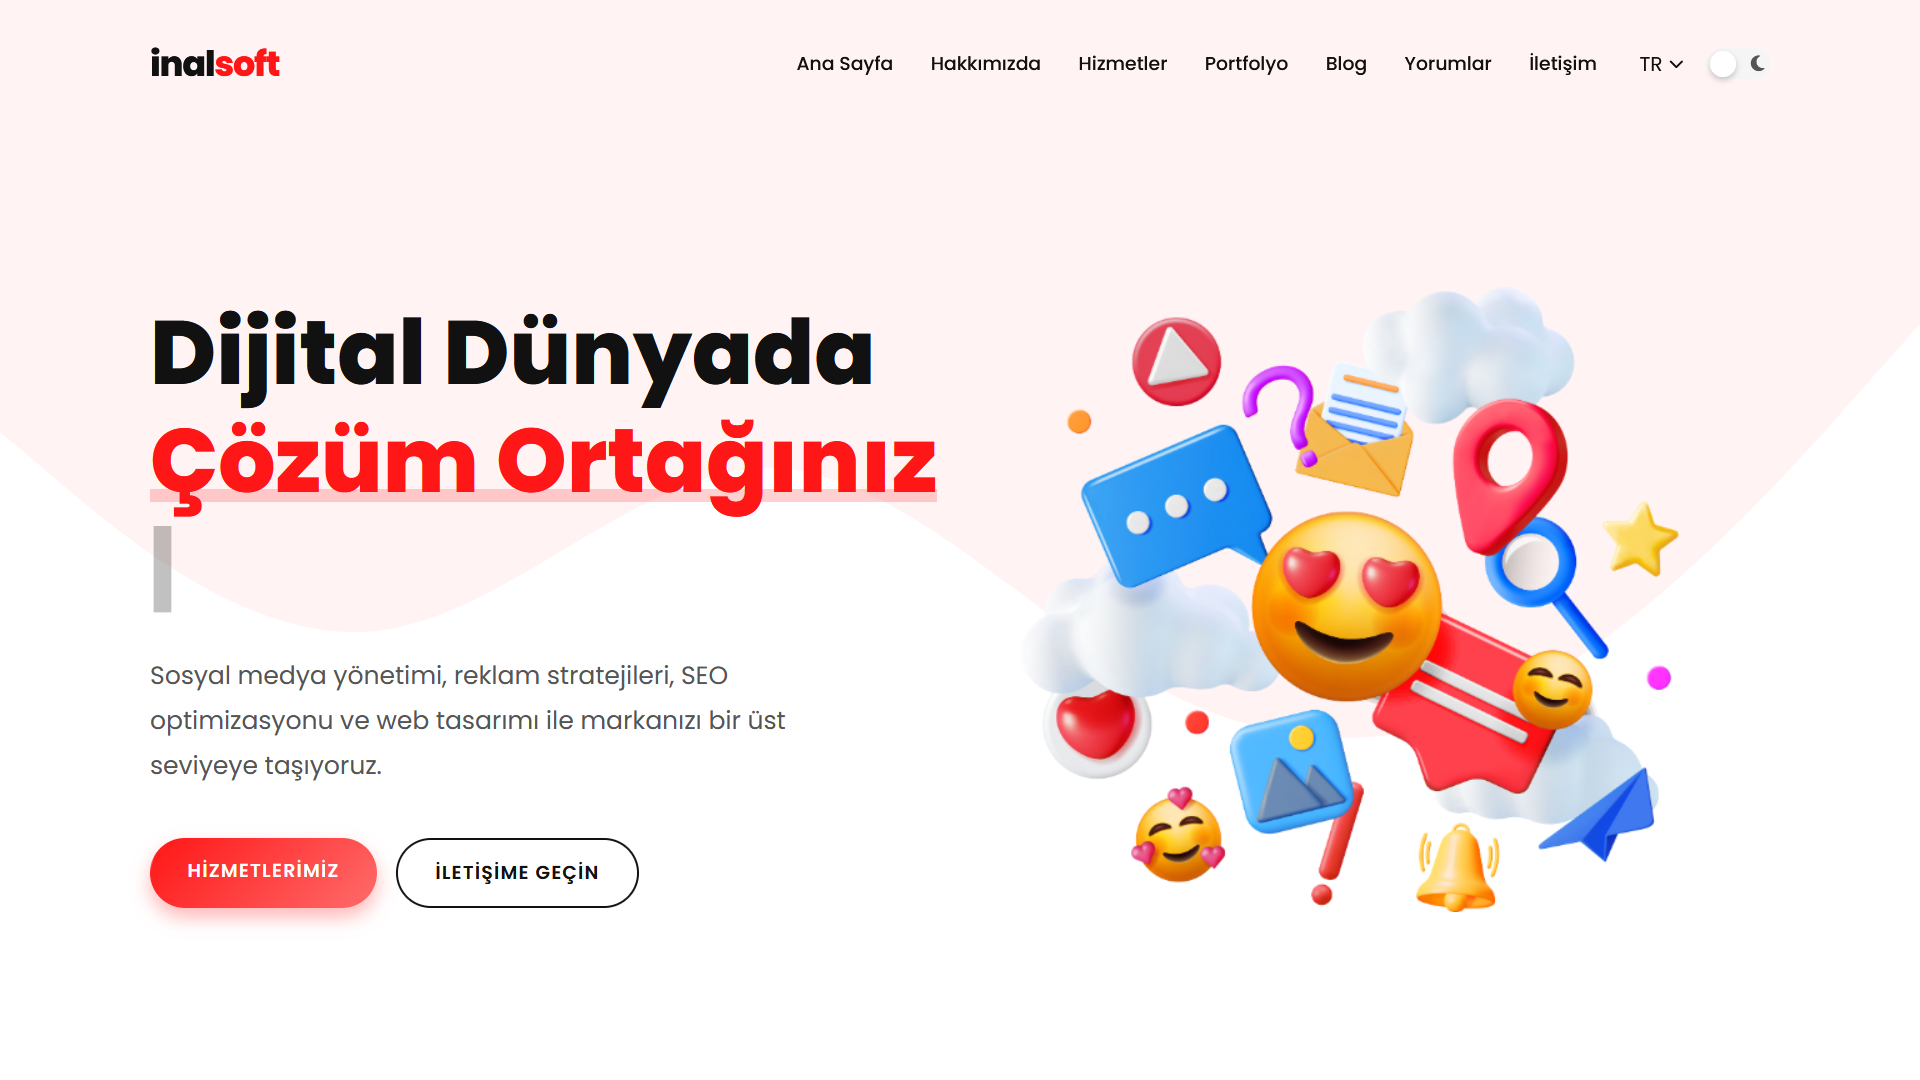 inalsoft
Ana Sayfa Hakkımızda Hizmetler Portfolyo Blog Yorumlar İletişim TR
Dijital Dünyada
Çözüm Ortağınız
Sosyal medya yönetimi, reklam stratejileri, SEO
optimizasyonu ve web tasarımı ile markanızı bir üst
seviyeye taşıyoruz.
HİZMETLERİMİZ İLETİŞİME GEÇİN